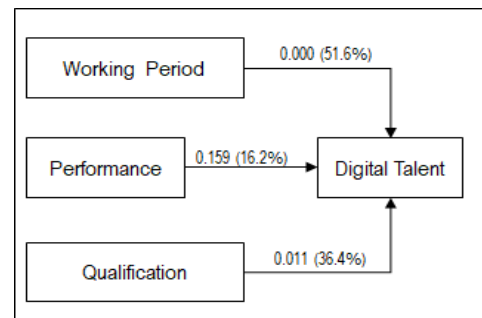 0.000 (51.6%)
Working Period
0.159 (16.2%)
Performance
Digital Talent
0.011 (36.4%)
Qualification